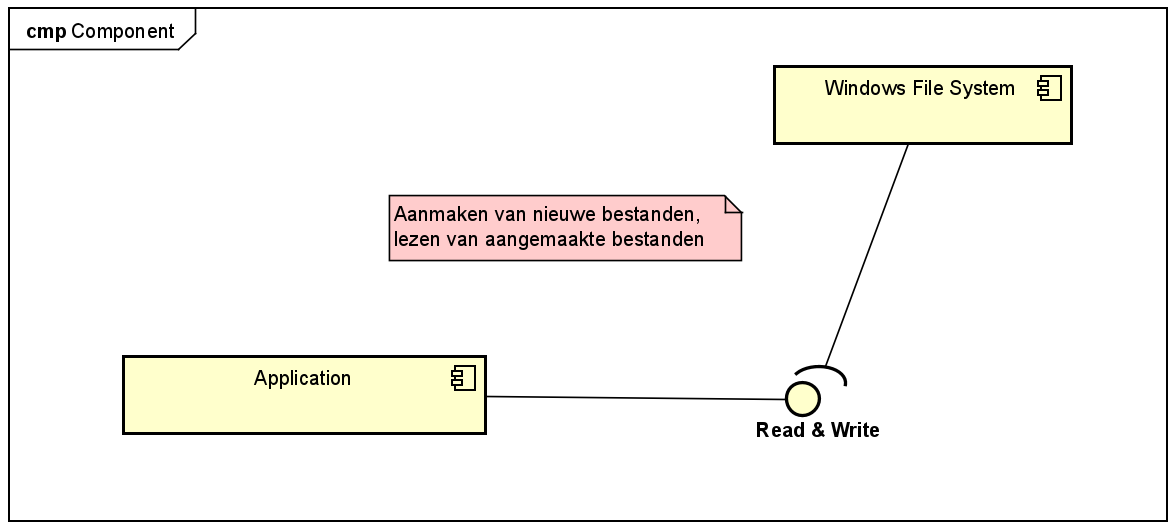 cmp Component
Windows File System
Aanmaken van nieuwe bestanden,
lezen van aangemaakte bestanden
Application
Read & Write